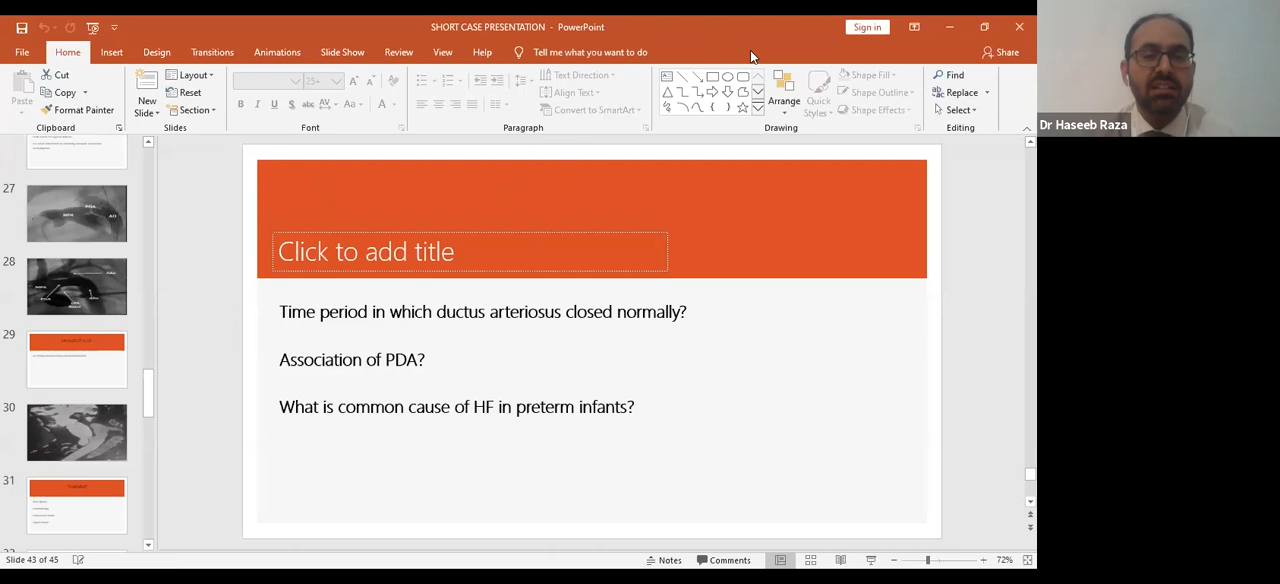 SHORT CASE PRESENTATION - PowerPoint
Sign in
File Home Insert Design Transitions Animations Slide Show Review View Help Tell me what you want to do Share
Paste
Cut
Copy
Format Painter
Clipboard
New Slide
Layout
Reset
Section
Slides
25+
B I U S abc AV Aa A
Font
Text Direction
Align Text
Convert to SmartArt
Paragraph
Arrange
Quick Styles
Shape Fill
Shape Outline
Shape Effects
Drawing
Find
Replace
Select
Editing
Dr Haseeb Raza
27
28
29
30
31
Click to add title
Time period in which ductus arteriosus closed normally?
Association of PDA?
What is common cause of HF in preterm infants?
Slide 43 of 45
Notes
Comments
72%